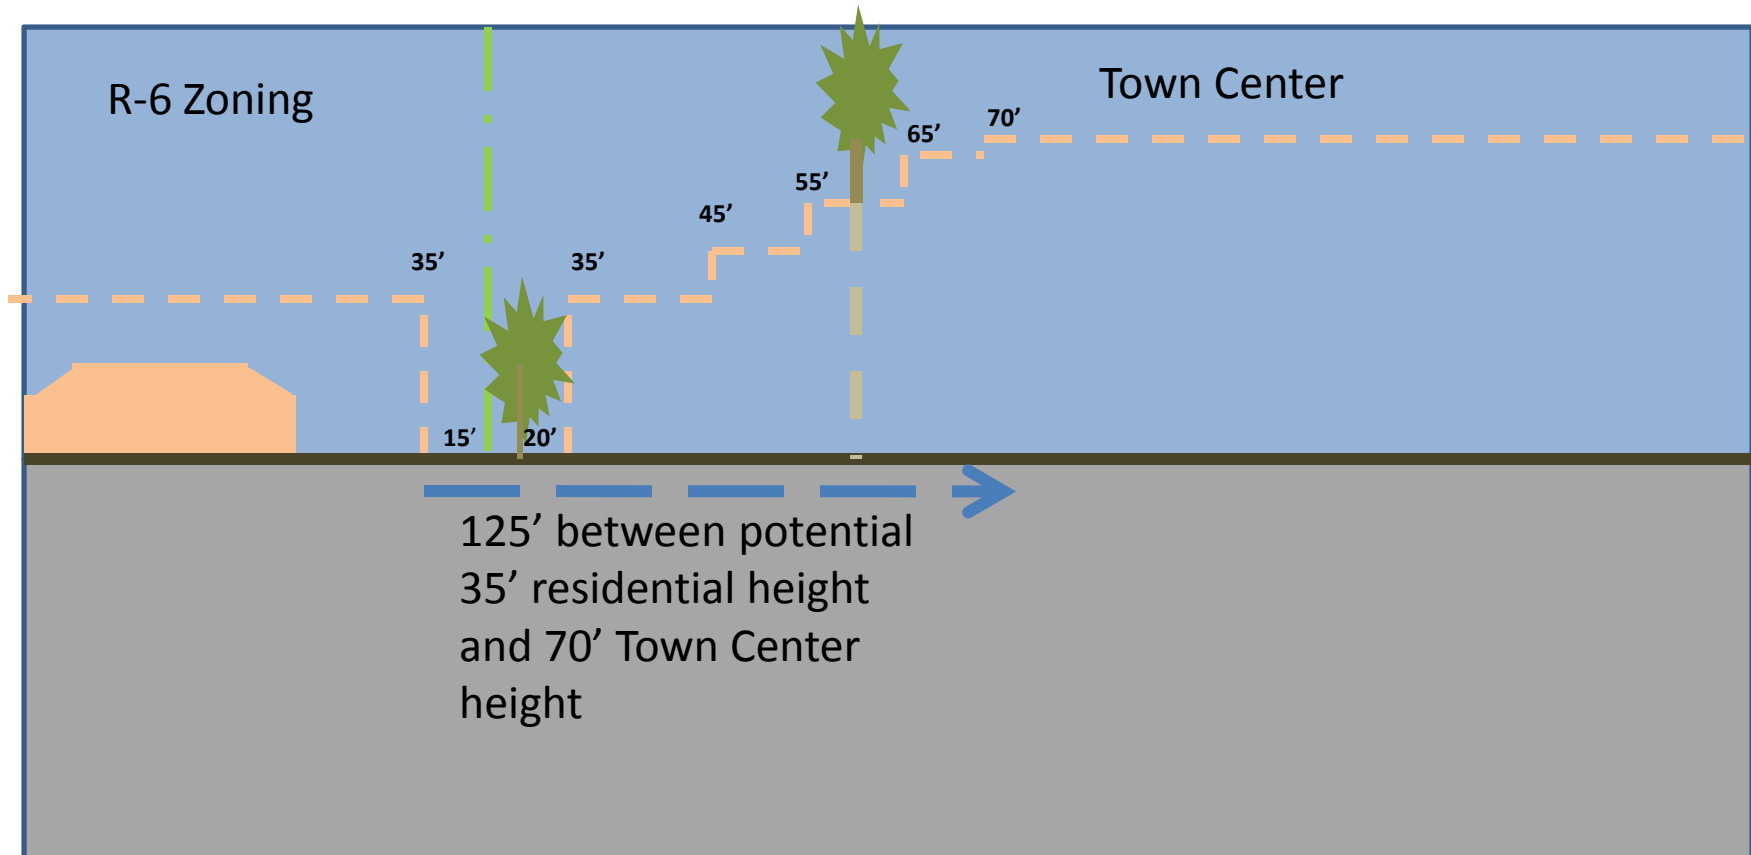 R-6 Zoning
Town Center
35’
35’
45’
55’
65’
70’
15’
20’
125’ between potential
35’ residential height
and 70’ Town Center
height